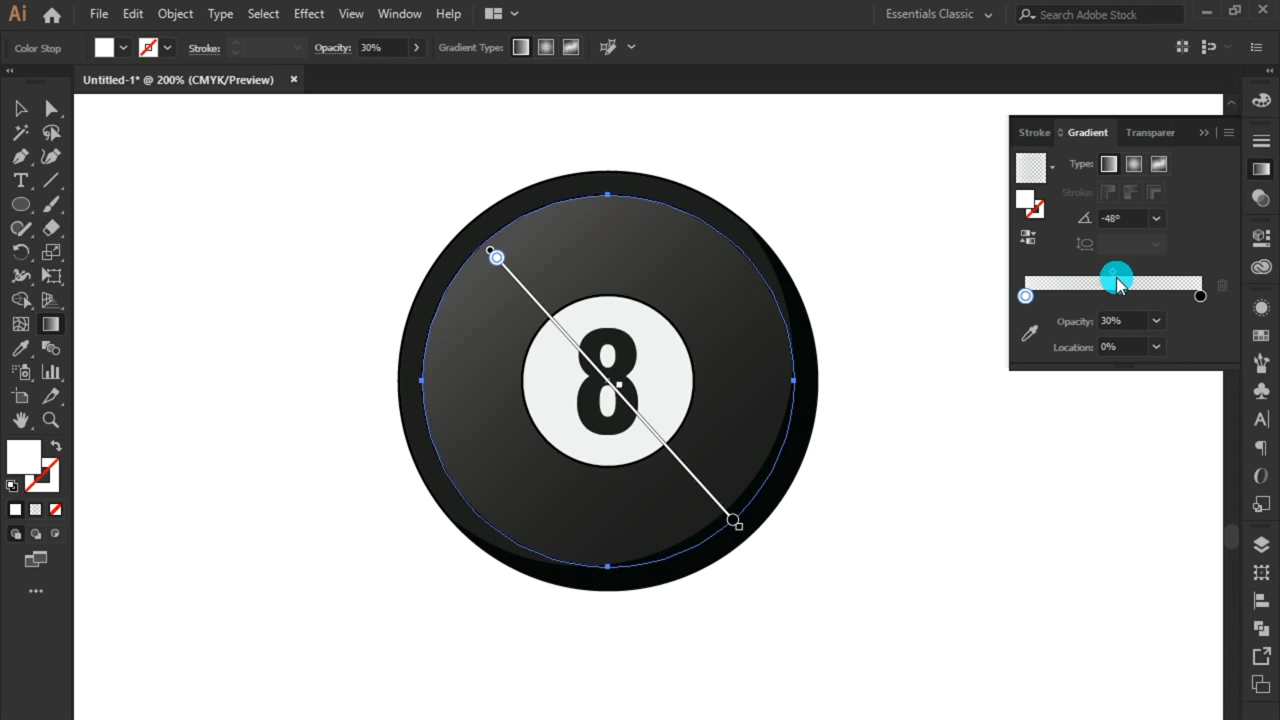 Ai File Edit Object Type Select Effect View Window Help Essentials Classic Search Adobe Stock
Color Stop Stroke: Opacity: 30% Gradient Type:
Untitled-1* @ 200% (CMYK/Preview)
Stroke Gradient Transparer
Type:
Stroke:
-48°
Opacity: 30%
Location: 0%
8